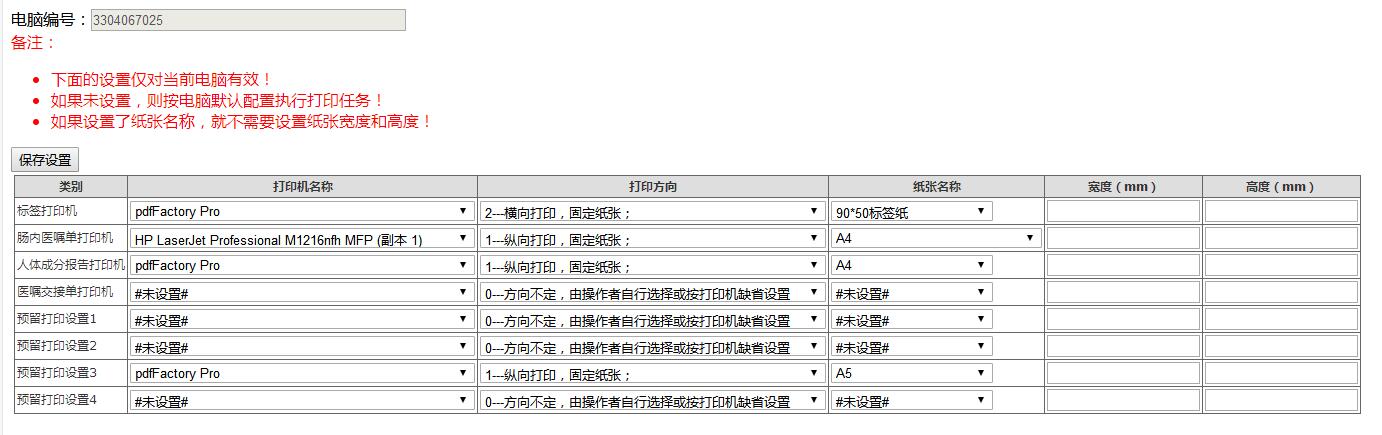 电脑编号：3304067025
备注：
下面的设置仅对当前电脑有效！
如果未设置，则按电脑默认配置执行打印任务！
如果设置了纸张名称，就不需要设置纸张宽度和高度！
保存设置
类别 打印机名称 打印方向 纸张名称 宽度（mm） 高度（mm）
标签打印机 pdfFactory Pro 2---横向打印，固定纸张； 90*50标签纸
肠内医嘱单打印机 HP LaserJet Professional M1216nfh MFP (副本 1) 1---纵向打印，固定纸张； A4
人体成分报告打印机 pdfFactory Pro 1---纵向打印，固定纸张； A4
医嘱交接单打印机 #未设置# 0---方向不定，由操作者自行选择或按打印机缺省设置 #未设置#
预留打印设置1 #未设置# 0---方向不定，由操作者自行选择或按打印机缺省设置 #未设置#
预留打印设置2 #未设置# 0---方向不定，由操作者自行选择或按打印机缺省设置 #未设置#
预留打印设置3 pdfFactory Pro 1---纵向打印，固定纸张； A5
预留打印设置4 #未设置# 0---方向不定，由操作者自行选择或按打印机缺省设置 #未设置#